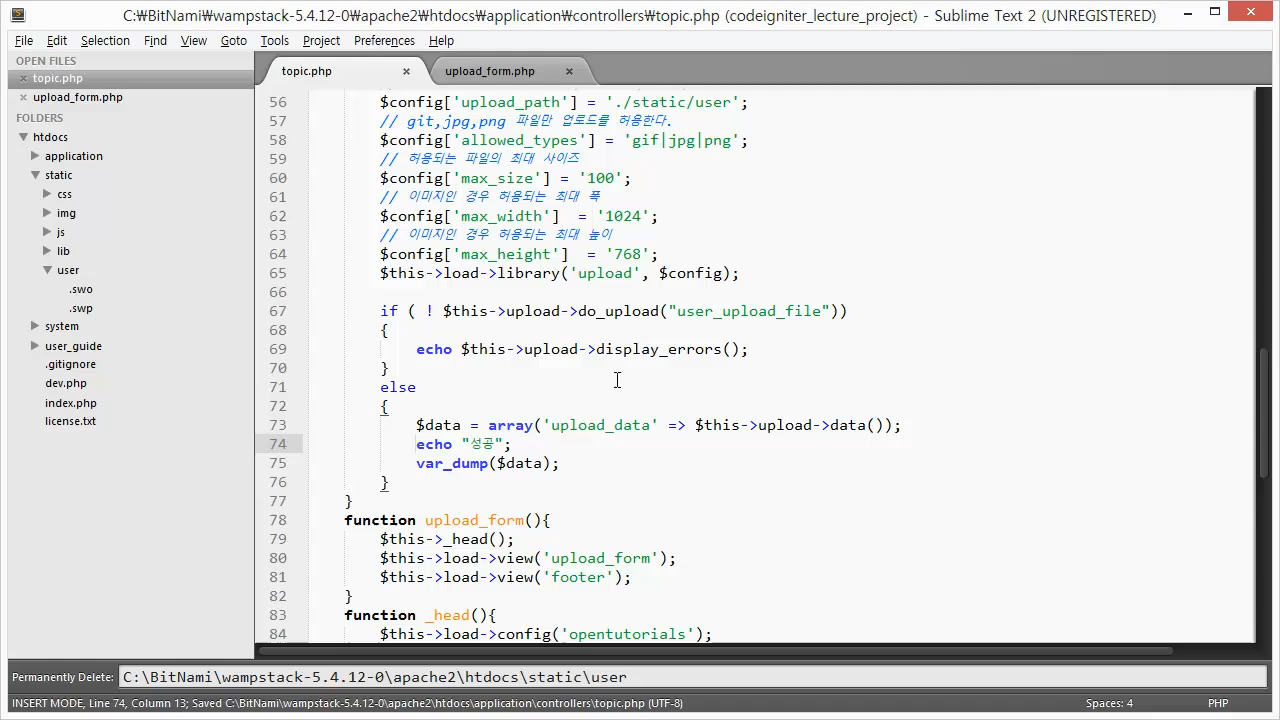 C:₩BitNami₩wampstack-5.4.12-0₩apache2₩htdocs₩application₩controllers₩topic.php (codeigniter_lecture_project) - Sublime Text 2 (UNREGISTERED)
File Edit Selection Find View Goto Tools Project Preferences Help
OPEN FILES
topic.php
upload_form.php
FOLDERS
htdocs
application
static
css
img
js
lib
user
.swo
.swp
system
user_guide
.gitignore
dev.php
index.php
license.txt
topic.php upload_form.php
56 $config['upload_path'] = './static/user';
57 // git,jpg,png 파일만 업로드를 허용한다.
58 $config['allowed_types'] = 'gif|jpg|png';
59 // 허용되는 파일의 최대 사이즈
60 $config['max_size'] = '100';
61 // 이미지인 경우 허용되는 최대 폭
62 $config['max_width']  = '1024';
63 // 이미지인 경우 허용되는 최대 높이
64 $config['max_height']  = '768';
65 $this->load->library('upload', $config);
66
67 if ( ! $this->upload->do_upload("user_upload_file"))
68 {
69 echo $this->upload->display_errors();
70 }
71 else
72 {
73 $data = array('upload_data' => $this->upload->data());
74 echo "성공";
75 var_dump($data);
76 }
77 }
78 function upload_form(){
79 $this->_head();
80 $this->load->view('upload_form');
81 $this->load->view('footer');
82 }
83 function _head(){
84 $this->load->config('opentutorials');
Permanently Delete: C:\BitNami\wampstack-5.4.12-0\apache2\htdocs\static\user
INSERT MODE, Line 74, Column 13; Saved C:\BitNami\wampstack-5.4.12-0\apache2\htdocs\application\controllers\topic.php (UTF-8) Spaces: 4 PHP